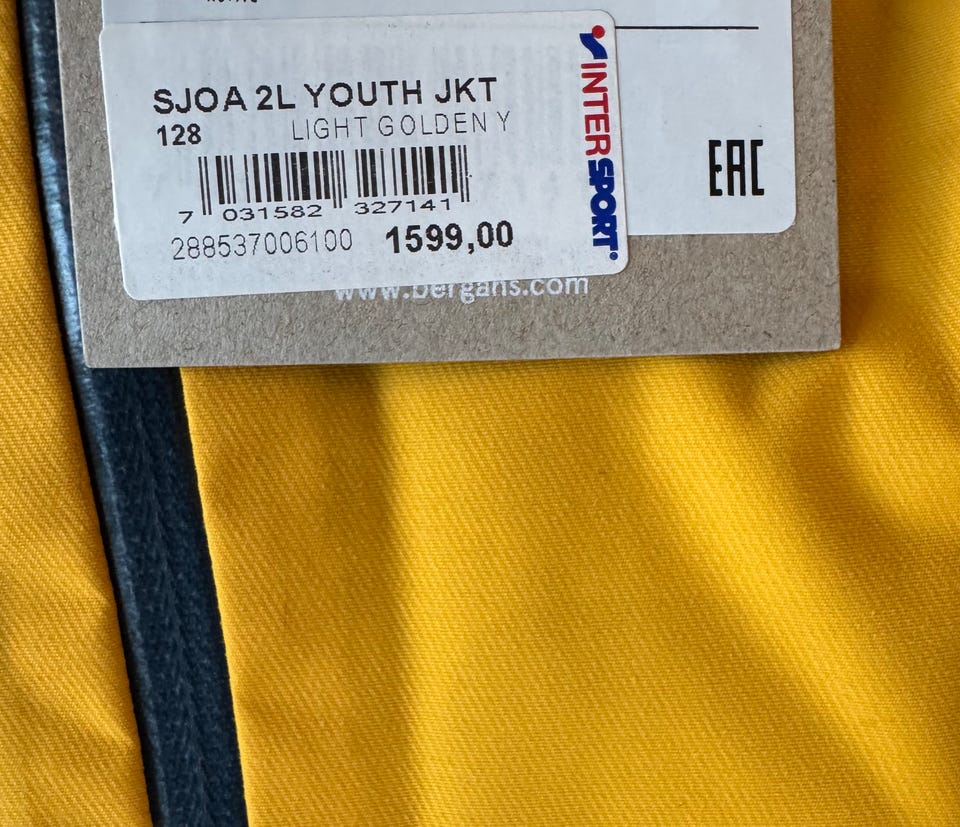 SJOA 2L YOUTH JKT
128 LIGHT GOLDEN Y
7 031582 327141
288537006100 1599,00
INTERSPORT
EAC
www.bergans.com